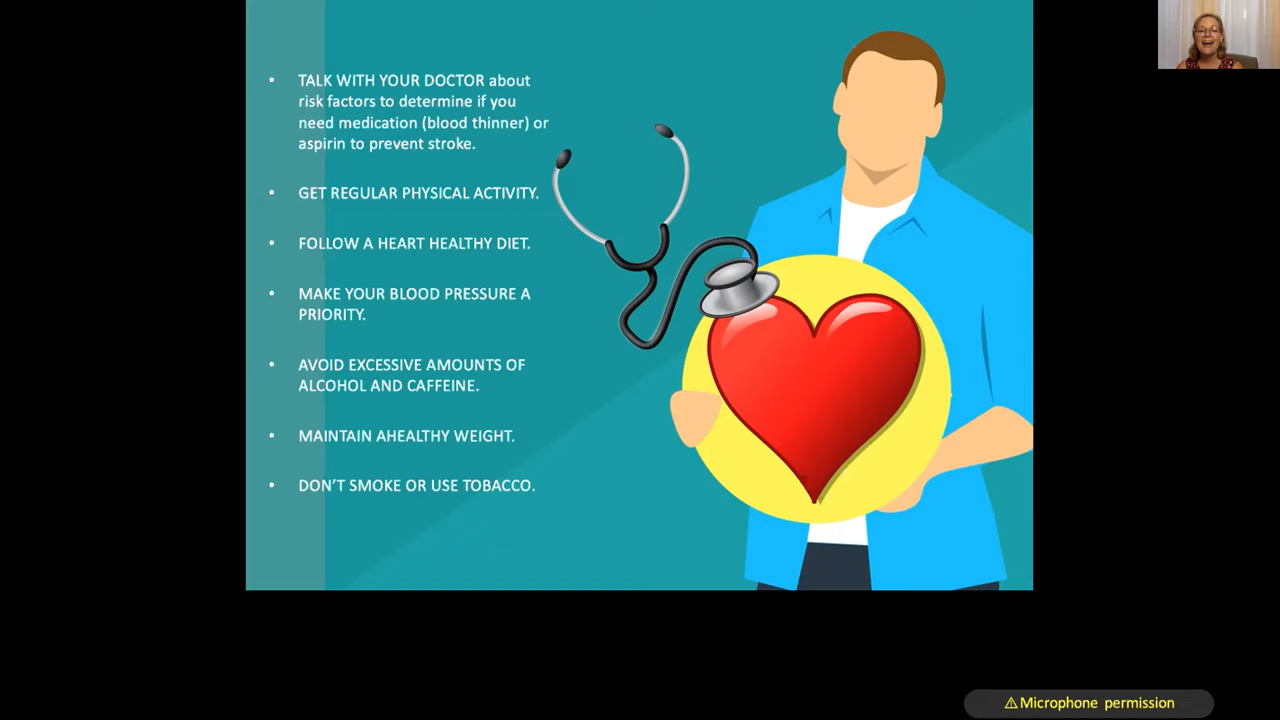 • TALK WITH YOUR DOCTOR about
risk factors to determine if you
need medication (blood thinner) or
aspirin to prevent stroke.
• GET REGULAR PHYSICAL ACTIVITY.
• FOLLOW A HEART HEALTHY DIET.
• MAKE YOUR BLOOD PRESSURE A
PRIORITY.
• AVOID EXCESSIVE AMOUNTS OF
ALCOHOL AND CAFFEINE.
• MAINTAIN AHEALTHY WEIGHT.
• DON’T SMOKE OR USE TOBACCO.
⚠Microphone permission